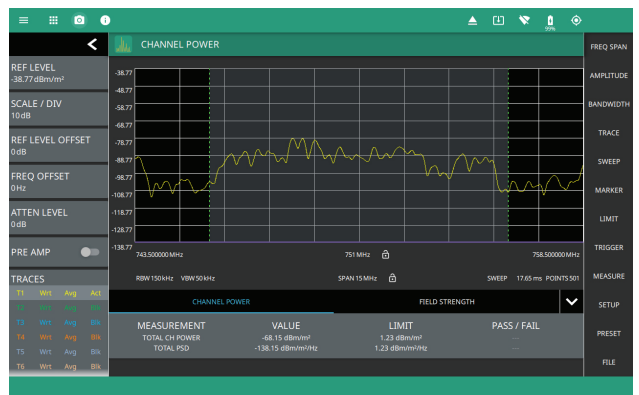 99%
CHANNEL POWER
REF LEVEL
-38.77 dBm/m²
SCALE / DIV
10 dB
REF LEVEL OFFSET
0 dB
FREQ OFFSET
0 Hz
ATTEN LEVEL
0 dB
PRE AMP
TRACES
T1 Wrt Avg Act
T2 Wrt Avg Blk
T3 Wrt Avg Blk
T4 Wrt Avg Blk
T5 Wrt Avg Blk
T6 Wrt Avg Blk
-38.77
-48.77
-58.77
-68.77
-78.77
-88.77
-98.77
-108.77
-118.77
-128.77
-138.77
743.500000 MHz 751 MHz 758.500000 MHz
RBW 150 kHz VBW 50 kHz SPAN 15 MHz SWEEP 17.65 ms POINTS 501
CHANNEL POWER FIELD STRENGTH
MEASUREMENT VALUE LIMIT PASS / FAIL
TOTAL CH POWER -68.15 dBm/m² 1.23 dBm/m² ---
TOTAL PSD -138.15 dBm/m²/Hz 1.23 dBm/m²/Hz ---
FREQ SPAN
AMPLITUDE
BANDWIDTH
TRACE
SWEEP
MARKER
LIMIT
TRIGGER
MEASURE
SETUP
PRESET
FILE